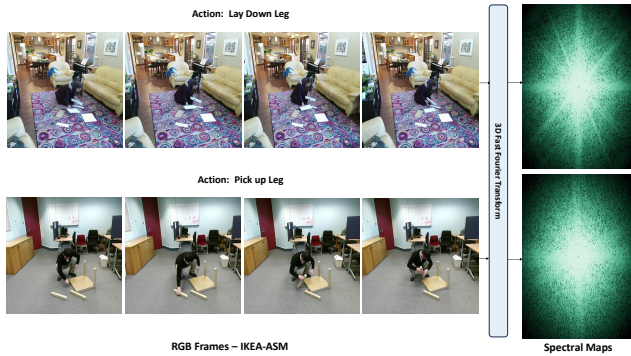 Action: Lay Down Leg
Action: Pick up Leg
3D Fast Fourier Transform
RGB Frames – IKEA-ASM
Spectral Maps